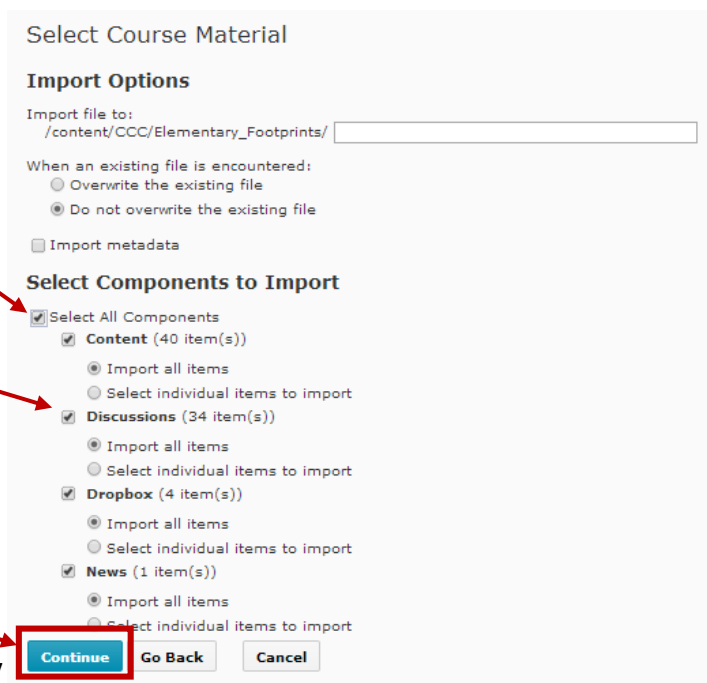 Select Course Material
Import Options
Import file to:
/content/CCC/Elementary_Footprints/
When an existing file is encountered:
Overwrite the existing file
Do not overwrite the existing file
Import metadata
Select Components to Import
Select All Components
Content (40 item(s))
Import all items
Select individual items to import
Discussions (34 item(s))
Import all items
Select individual items to import
Dropbox (4 item(s))
Import all items
Select individual items to import
News (1 item(s))
Import all items
Select individual items to import
Continue Go Back Cancel